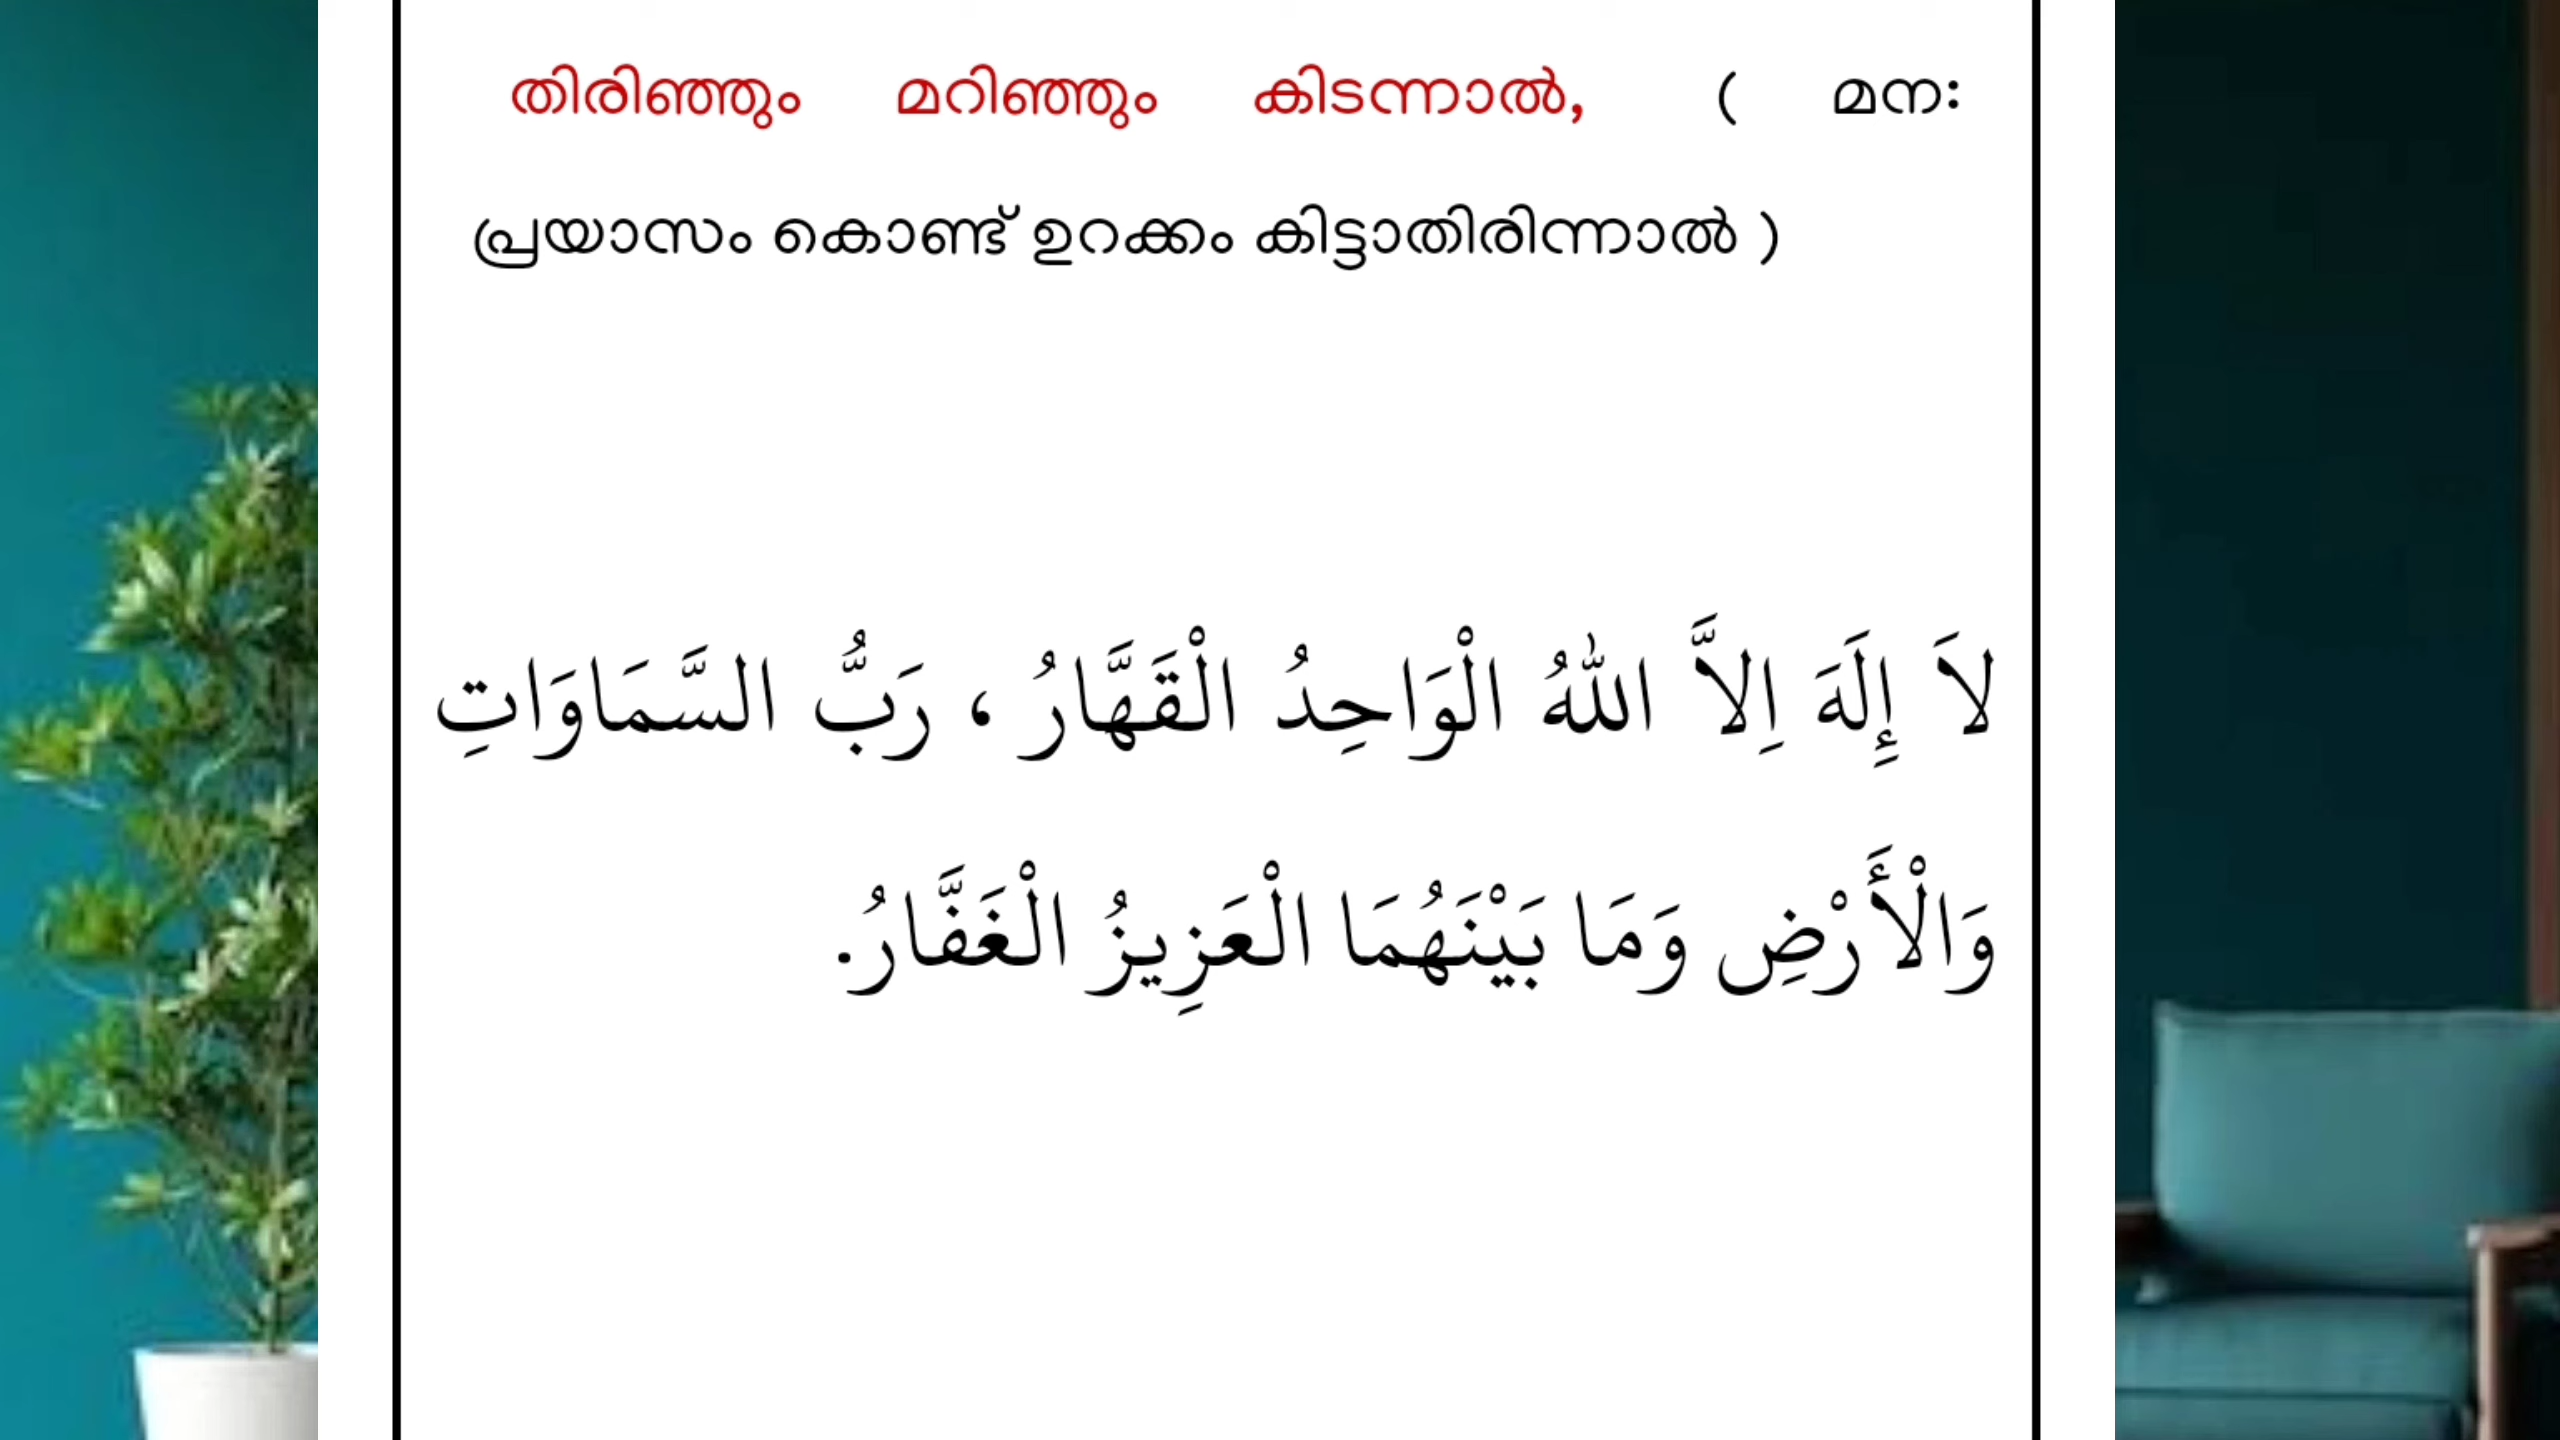 തിരിഞ്ഞും മറിഞ്ഞും കിടന്നാൽ, ( മനഃ
പ്രയാസം കൊണ്ട് ഉറക്കം കിട്ടാതിരിന്നാൽ )
لاَ إِلَهَ اِلاَّ اللهُ الْوَاحِدُ الْقَهَّارُ ، رَبُّ السَّمَاوَاتِ
وَالْأَرْضِ وَمَا بَيْنَهُمَا الْعَزِيزُ الْغَفَّارُ.